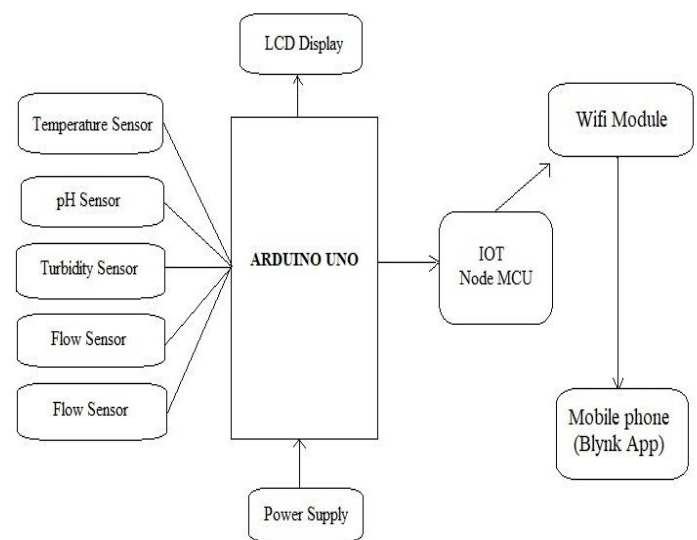 LCD Display
Temperature Sensor
pH Sensor
Turbidity Sensor
Flow Sensor
Flow Sensor
ARDUINO UNO
Power Supply
IOT
Node MCU
Wifi Module
Mobile phone
(Blynk App)